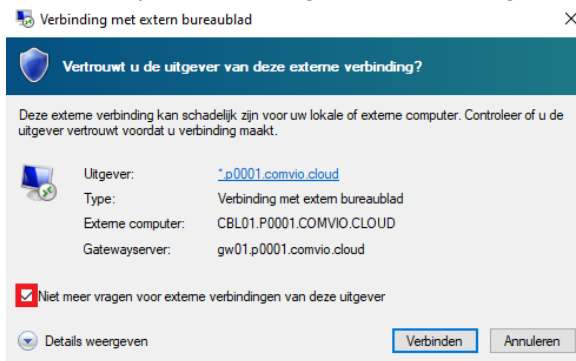 Verbinding met extern bureaublad
Vertrouwt u de uitgever van deze externe verbinding?
Deze externe verbinding kan schadelijk zijn voor uw lokale of externe computer. Controleer of u de
uitgever vertrouwt voordat u verbinding maakt.
Uitgever: *.p0001.comvio.cloud
Type: Verbinding met extern bureaublad
Externe computer: CBL01.P0001.COMVIO.CLOUD
Gatewayserver: gw01.p0001.comvio.cloud
Niet meer vragen voor externe verbindingen van deze uitgever
Details weergeven Verbinden Annuleren